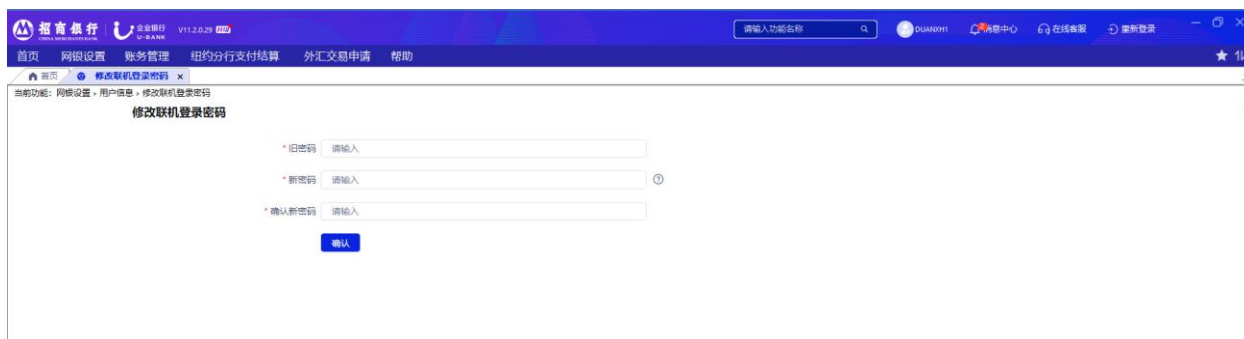 招商银行 企业银行 V11.2.0.29 请输入功能名称 DUANXH1 消息中心 在线客服 重新登录
CHINA MERCHANTS BANK U-BANK
首页 网银设置 账务管理 纽约分行支付结算 外汇交易申请 帮助
首页 修改联机登录密码 x
当前功能：网银设置 > 用户信息 > 修改联机登录密码
修改联机登录密码
* 旧密码 请输入
* 新密码 请输入
* 确认新密码 请输入
确认